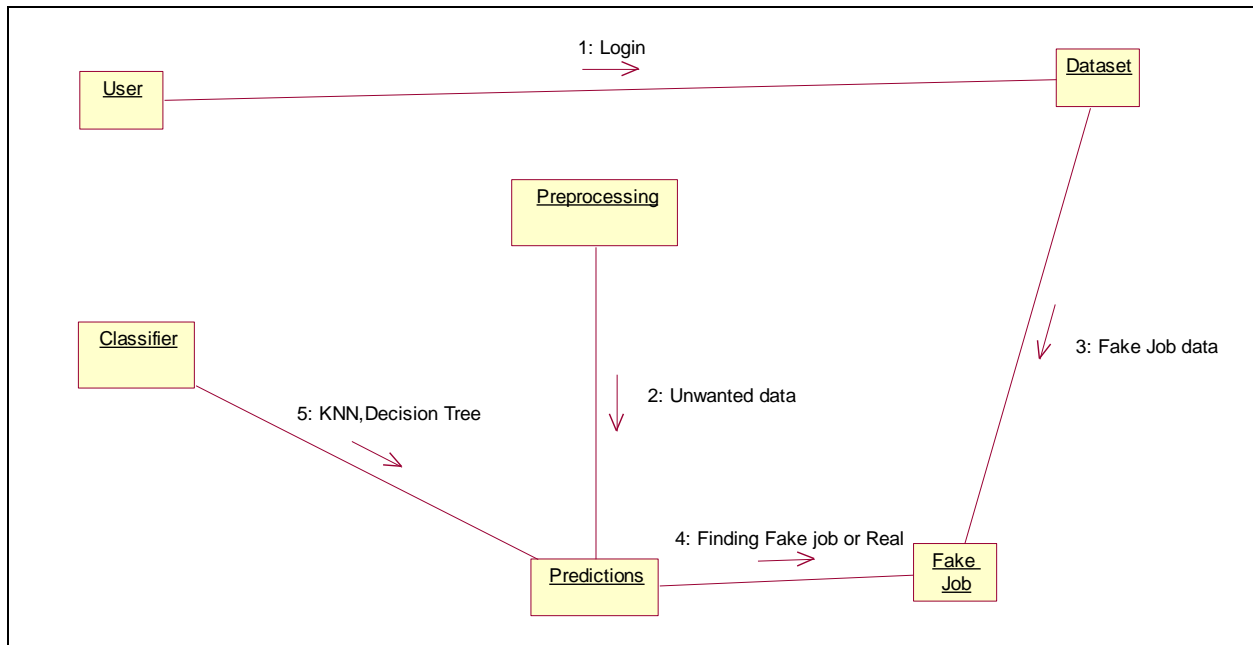 1: Login
User
Dataset
Preprocessing
Classifier
3: Fake Job data
2: Unwanted data
5: KNN,Decision Tree
4: Finding Fake job or Real
Predictions
Fake
Job